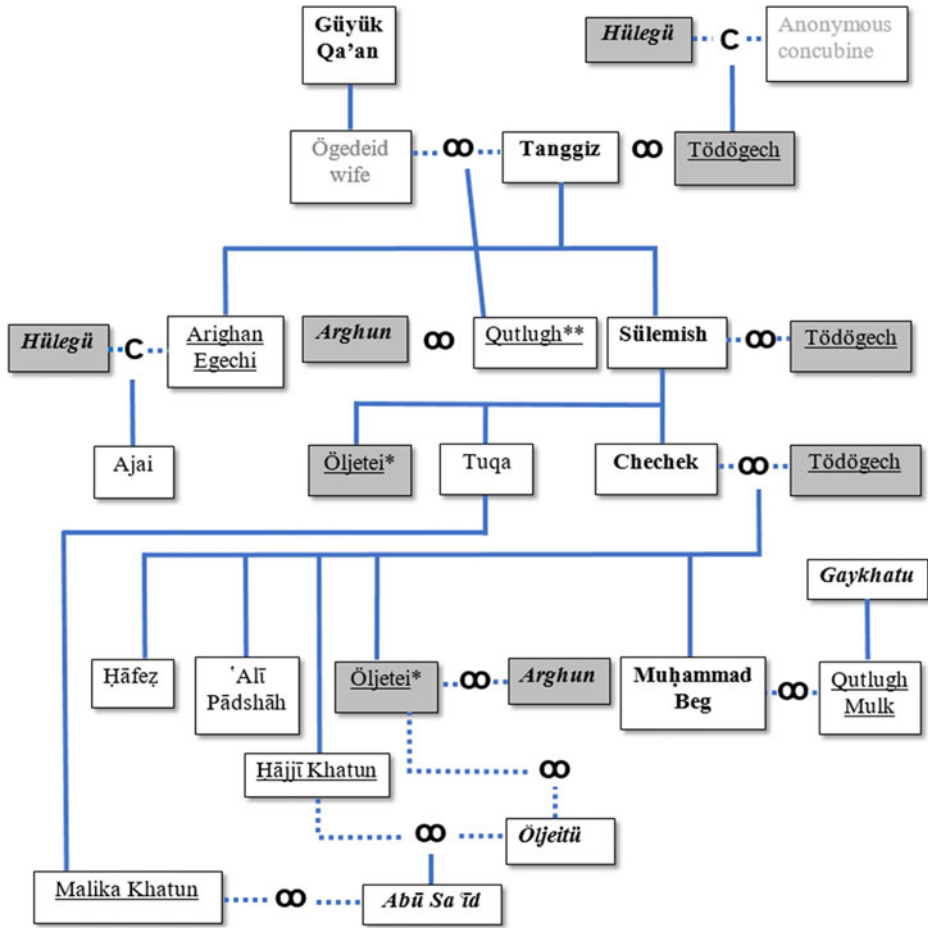 Güyük
Qa’an
Hülegü
C
Anonymous
concubine
Ögedeid
wife
ꝏ
Tanggiz
ꝏ
Tödögech
Hülegü
C
Arighan
Egechi
Arghun
ꝏ
Qutlugh**
Sülemish
ꝏ
Tödögech
Ajai
Öljetei*
Tuqa
Chechek
ꝏ
Tödögech
Gaykhatu
Ḥāfeẓ
ʿAlī
Pādshāh
Öljetei*
ꝏ
Arghun
Muḥammad
Beg
ꝏ
Qutlugh
Mulk
Ḥājjī Khatun
ꝏ
ꝏ
Öljeitü
Malika Khatun
ꝏ
Abū Saʿīd